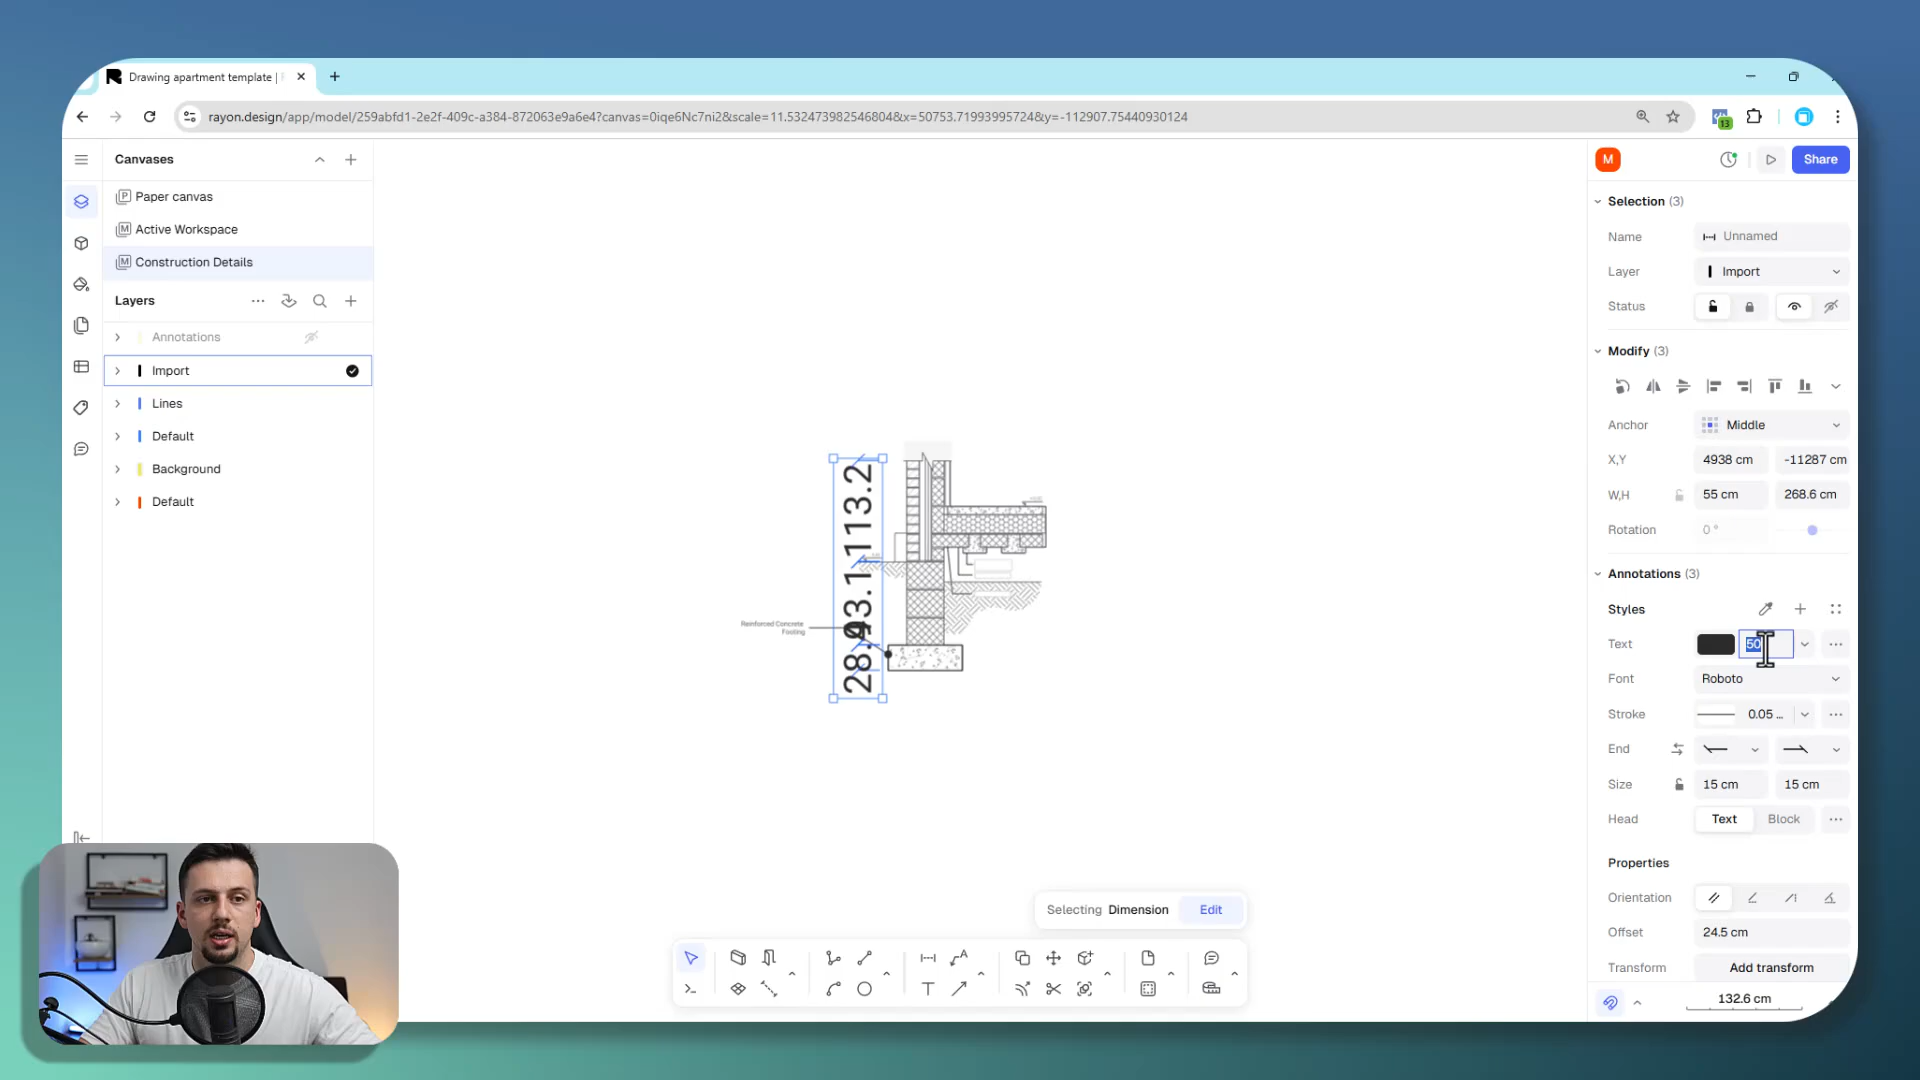 Drawing apartment template |
rayon.design/app/model/259abfd1-2e2f-409c-a384-872063e9a6e4?canvas=0iqe6Nc7ni2&scale=11.532473982546804&x=50753.71993995724&y=-112907.75440930124
13
Canvases
M
Share
P Paper canvas
M Active Workspace
M Construction Details
Layers
Annotations
Import
Lines
Default
Background
Default
Reinforced Concrete
Footing
113.2
Selecting Dimension Edit
Selection (3)
Name Unnamed
Layer Import
Status
Modify (3)
Anchor Middle
X,Y 4938 cm -11287 cm
W,H 55 cm 268.6 cm
Rotation 0 °
Annotations (3)
Styles
Text 50
Font Roboto
Stroke 0.05 ...
End
Size 15 cm 15 cm
Head Text Block
Properties
Orientation
Offset 24.5 cm
Transform Add transform
132.6 cm